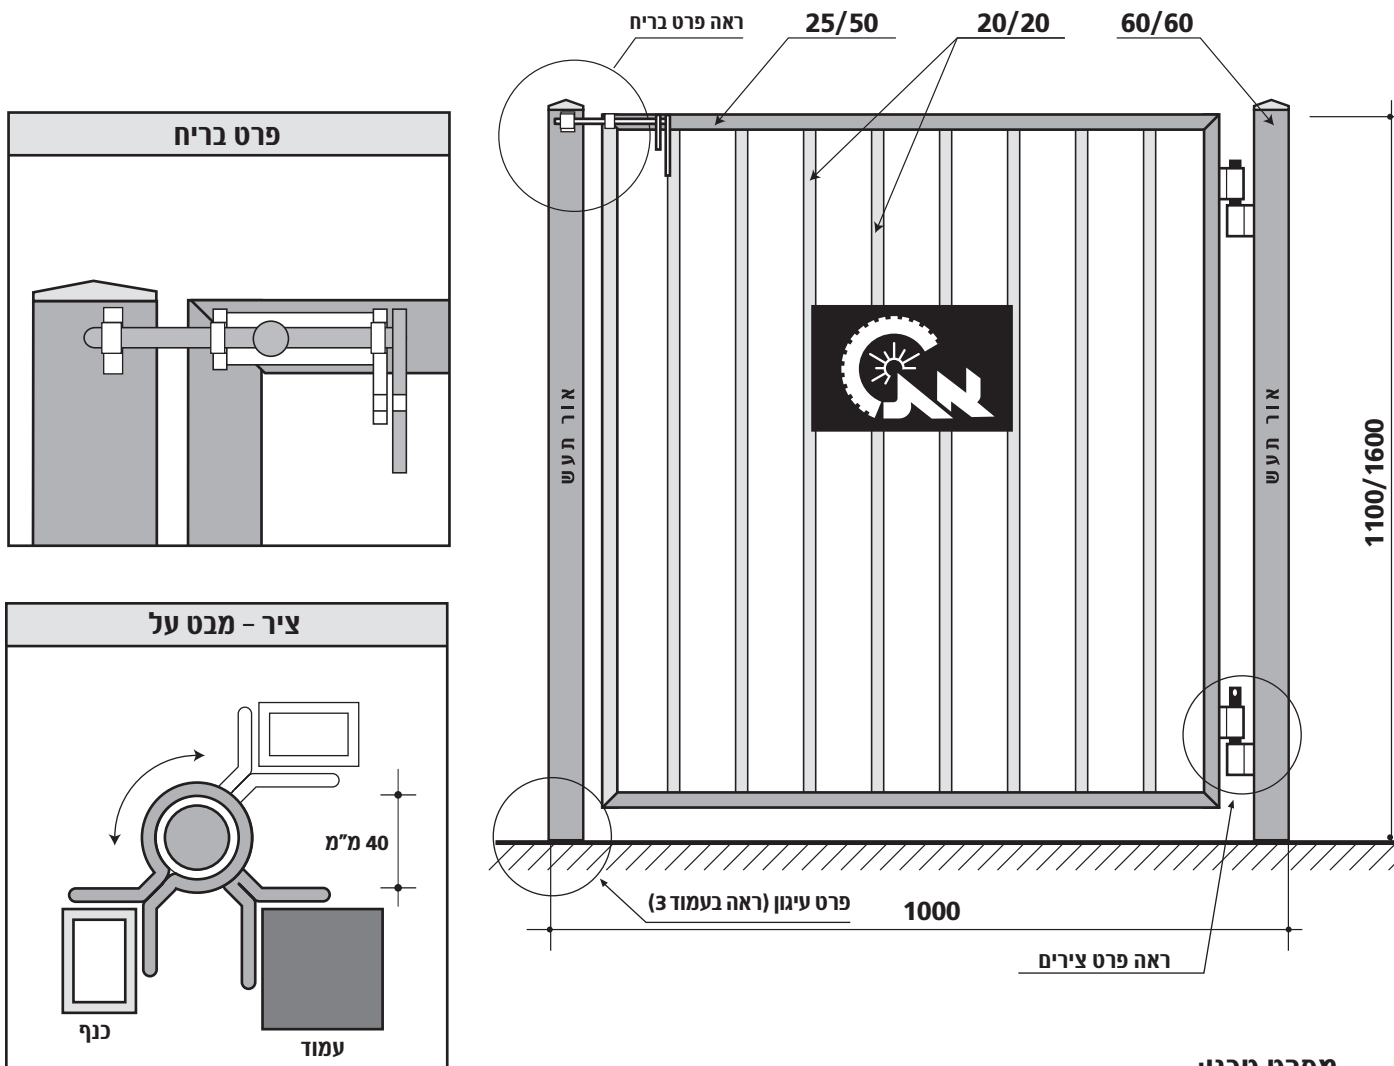 ראה פרט בריח
25/50
20/20
60/60
פרט בריח
אור תעש
אור תעש
1100/1600
ציר – מבט על
40 מ"מ
כנף
עמוד
פרט עיגון (ראה בעמוד 3)
1000
ראה פרט צירים